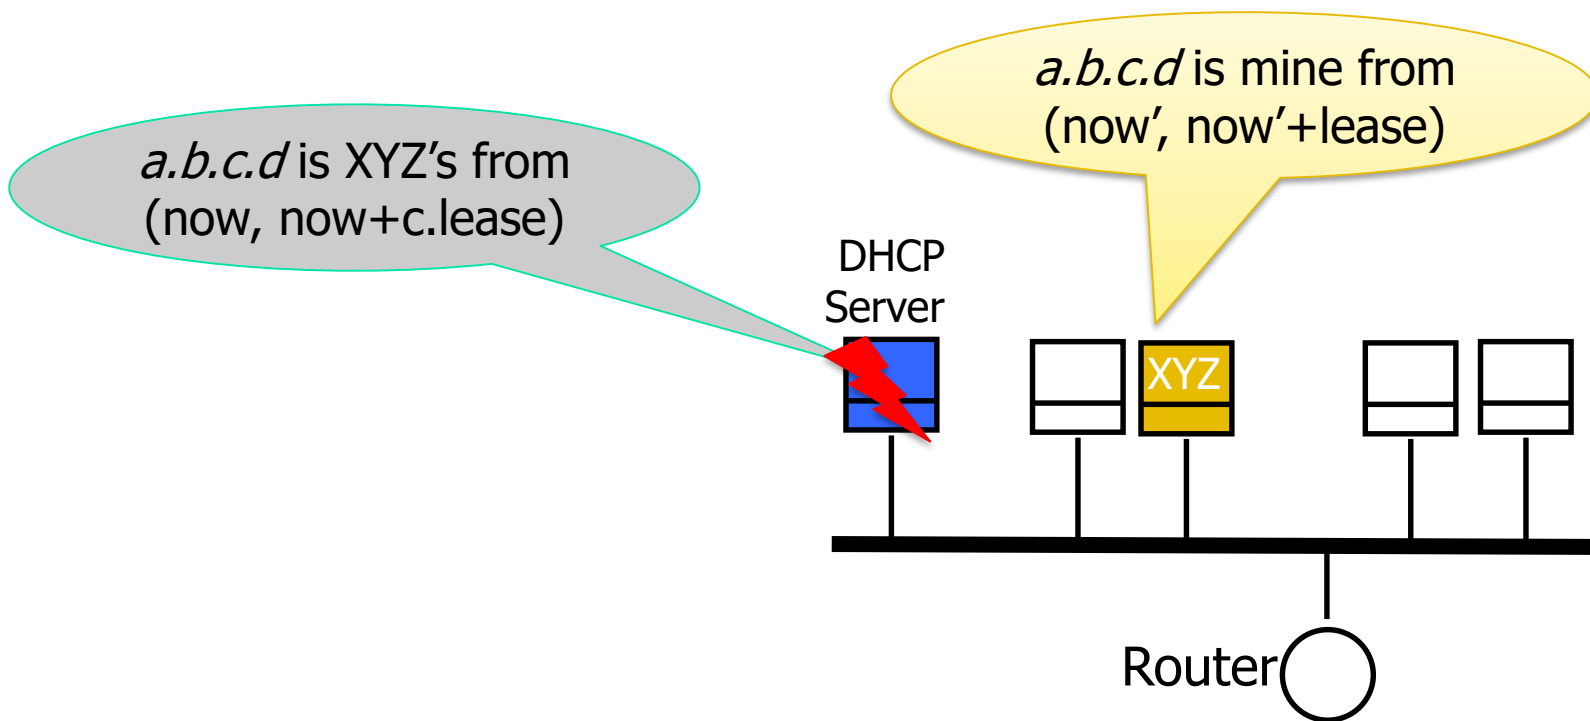 a.b.c.d is mine from
(now’, now’+lease)
a.b.c.d is XYZ’s from
(now, now+c.lease)
DHCP
Server
XYZ
Router